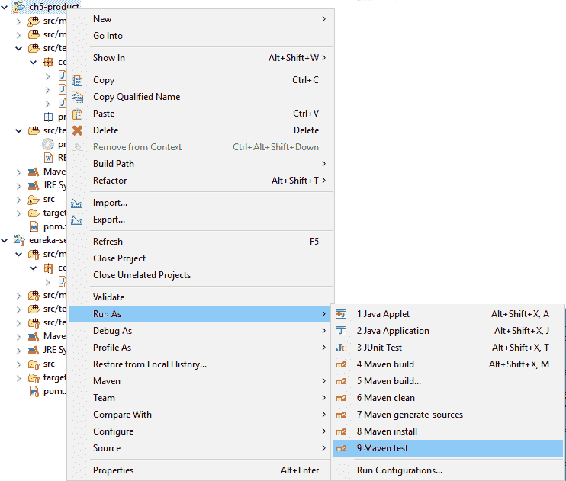 ch5-product
src/m
src/m
src/te
co
J
J
J
pr
src/te
pr
RE
Maver
JRE Sy
src
target
pom.
eureka-se
src/m
co
J
src/m
src/te
src/te
Maver
JRE Sy
src
target
pom.
New
Go Into
Show In Alt+Shift+W
Copy Ctrl+C
Copy Qualified Name
Paste Ctrl+V
Delete Delete
Remove from Context Ctrl+Alt+Shift+Down
Build Path
Refactor Alt+Shift+T
Import...
Export...
Refresh F5
Close Project
Close Unrelated Projects
Validate
Run As
Debug As
Profile As
Restore from Local History...
Maven
Team
Compare With
Configure
Source
Properties Alt+Enter
1 Java Applet Alt+Shift+X, A
2 Java Application Alt+Shift+X, J
3 JUnit Test Alt+Shift+X, T
4 Maven build Alt+Shift+X, M
5 Maven build...
6 Maven clean
7 Maven generate-sources
8 Maven install
9 Maven test
Run Configurations...